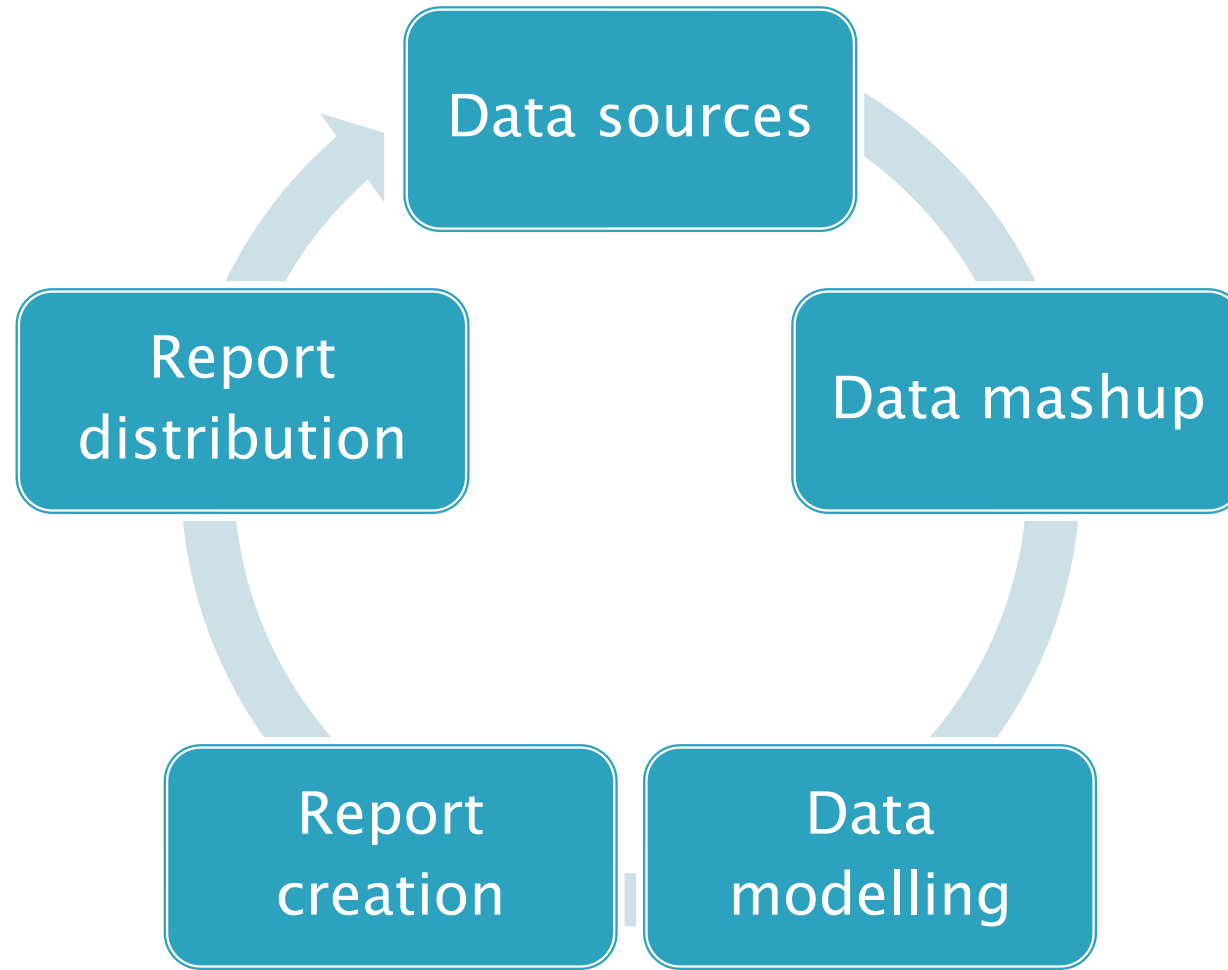 Data sources
Data mashup
Data
modelling
Report
creation
Report
distribution